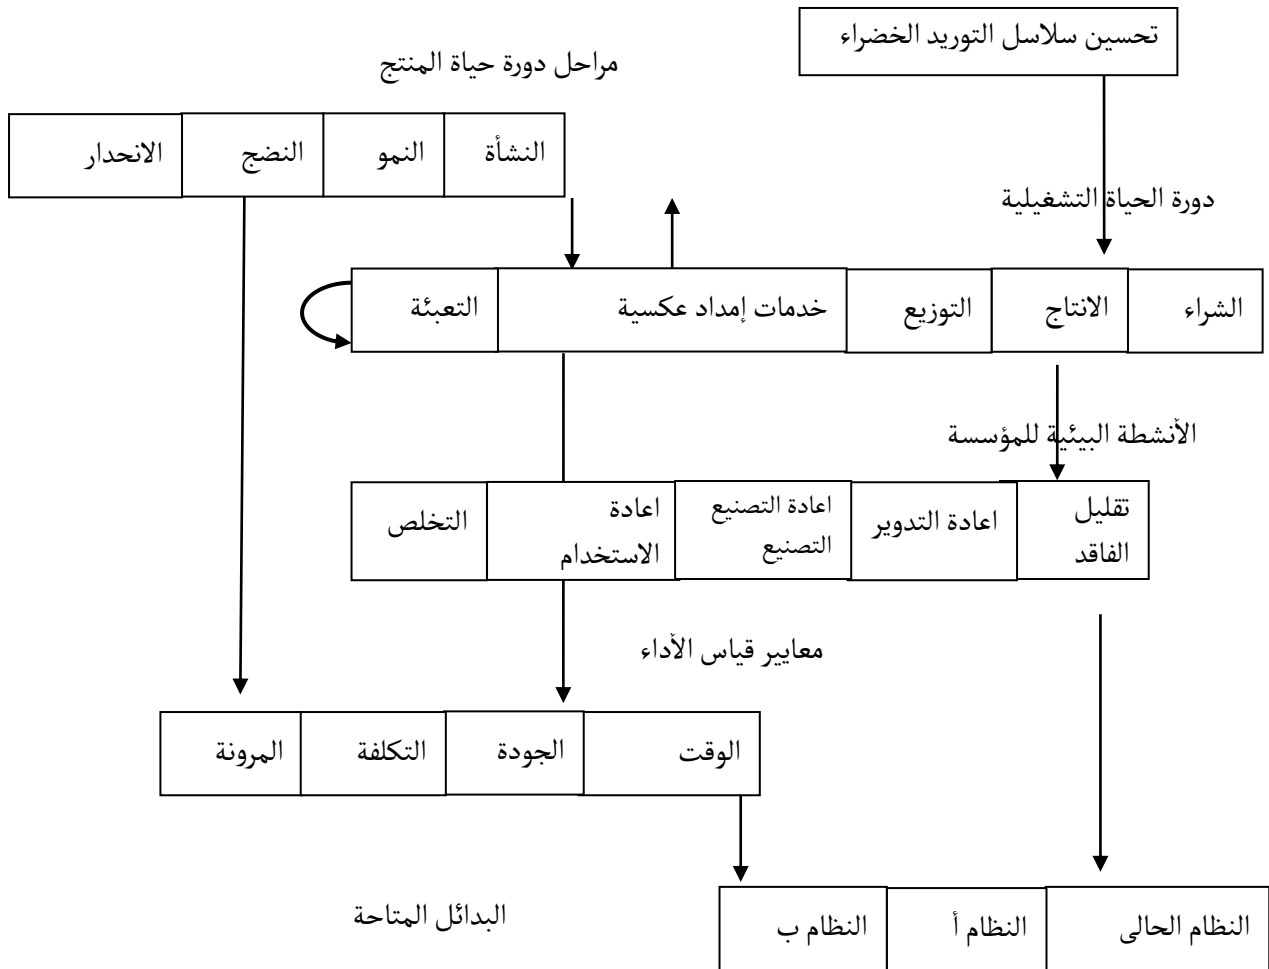 تحسين سلاسل التوريد الخضراء
مراحل دورة حياة المنتج
النشأة
النمو
النضج
الانحدار
دورة الحياة التشغيلية
الشراء
الانتاج
التوزيع
خدمات إمداد عكسية
التعبئة
الأنشطة البيئية للمؤسسة
تقليل
الفاقد
اعادة التدوير
اعادة التصنيع
التصنيع
اعادة
الاستخدام
التخلص
معايير قياس الأداء
الوقت
الجودة
التكلفة
المرونة
النظام الحالى
النظام أ
النظام ب
البدائل المتاحة